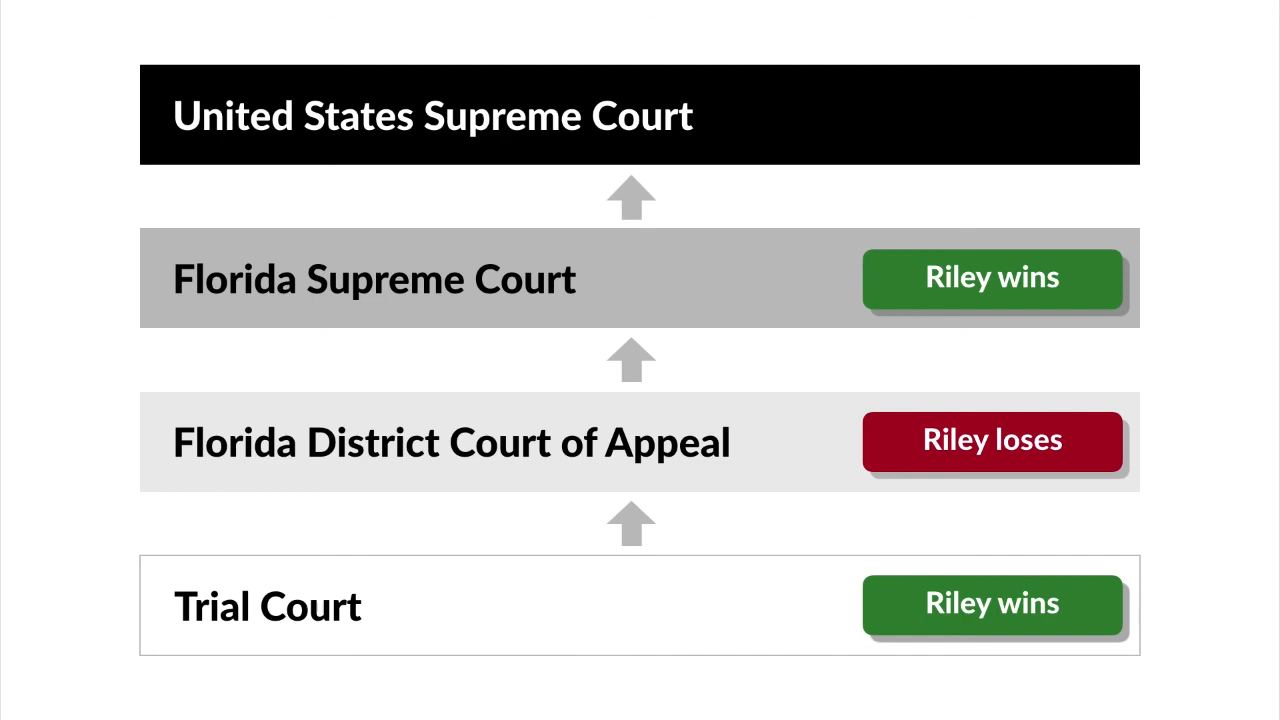 United States Supreme Court
Florida Supreme Court
Riley wins
Florida District Court of Appeal
Riley loses
Trial Court
Riley wins